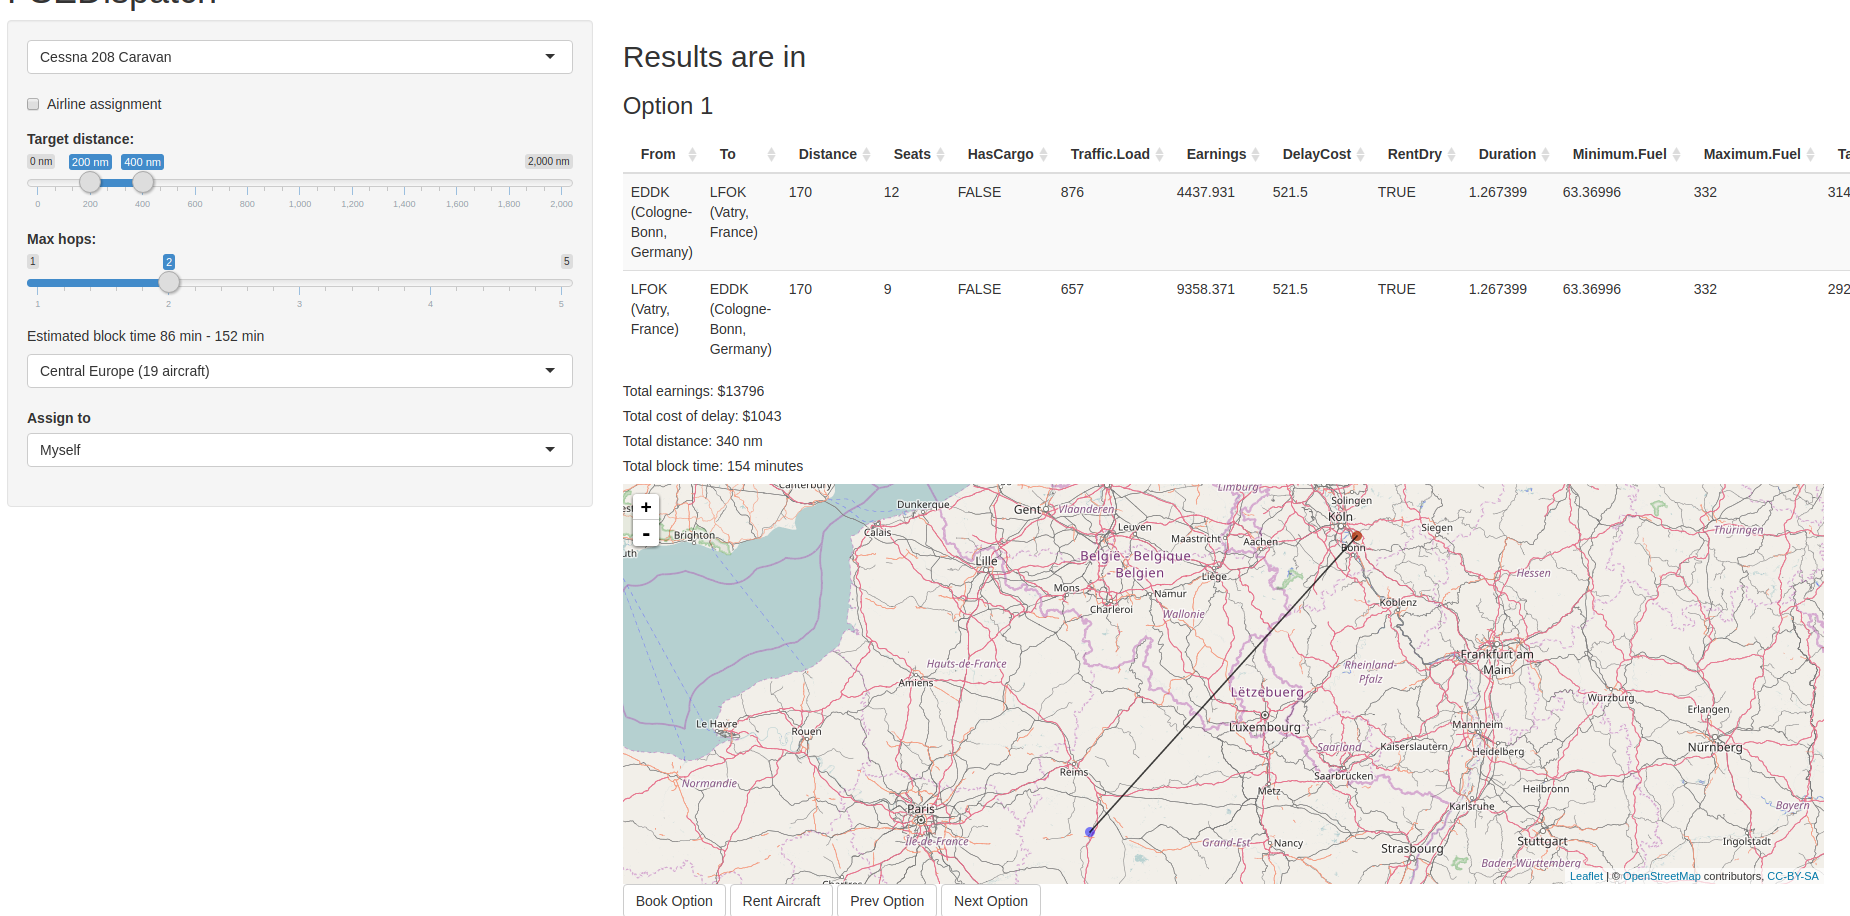 Cessna 208 Caravan
Airline assignment
Target distance:
0 nm 200 nm 400 nm 2,000 nm
0 200 400 600 800 1,000 1,200 1,400 1,600 1,800 2,000
Max hops:
1 2 5
1 2 3 4 5
Estimated block time 86 min - 152 min
Central Europe (19 aircraft)
Assign to
Myself
Results are in
Option 1
From To Distance Seats HasCargo Traffic.Load Earnings DelayCost RentDry Duration Minimum.Fuel Maximum.Fuel Ta
EDDK LFOK 170 12 FALSE 876 4437.931 521.5 TRUE 1.267399 63.36996 332 314
(Cologne- (Vatry,
Bonn, France)
Germany)
LFOK EDDK 170 9 FALSE 657 9358.371 521.5 TRUE 1.267399 63.36996 332 292
(Vatry, (Cologne-
France) Bonn,
Germany)
Total earnings: $13796
Total cost of delay: $1043
Total distance: 340 nm
Total block time: 154 minutes
+
-
Canterbury
Dunkerque
Gent
Vlaanderen
Limburg
Solingen
Köln
Siegen
Thüringen
Brighton
Calais
Leuven
Maastricht
Aachen
Bonn
Lille
België - Belgique
- Belgien
Liège
Hessen
Mons
Namur
Charleroi
Wallonie
Koblenz
Hauts-de-France
Amiens
Rheinland-
Pfalz
Frankfurt am
Main
Lëtzebuerg
Luxembourg
Würzburg
Le Havre
Rouen
Erlangen
Mannheim
Nürnberg
Saarland
Kaiserslautern
Heidelberg
Reims
Saarbrücken
Normandie
Metz
Heilbronn
Karlsruhe
Bayern
Paris
Île-de-France
Grand-Est
Nancy
Strasbourg
Stuttgart
Ingolstadt
Baden-Württemberg
Leaflet | © OpenStreetMap contributors, CC-BY-SA
Book Option Rent Aircraft Prev Option Next Option